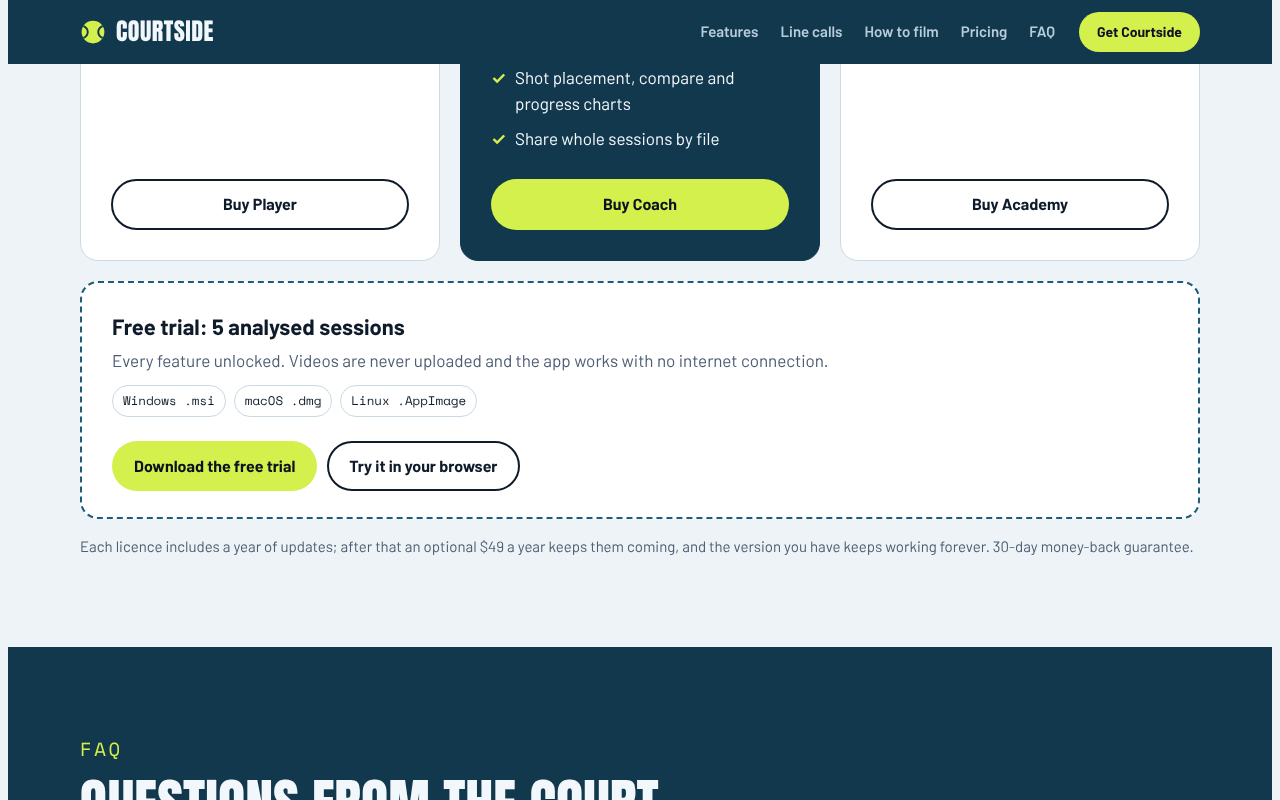 COURTSIDE
Features
Line calls
How to film
Pricing
FAQ
Get Courtside
Shot placement, compare and
progress charts
Share whole sessions by file
Buy Player
Buy Coach
Buy Academy
Free trial: 5 analysed sessions
Every feature unlocked. Videos are never uploaded and the app works with no internet connection.
Windows .msi
macOS .dmg
Linux .AppImage
Download the free trial
Try it in your browser
Each licence includes a year of updates; after that an optional $49 a year keeps them coming, and the version you have keeps working forever. 30-day money-back guarantee.
FAQ
QUESTIONS FROM THE COURT